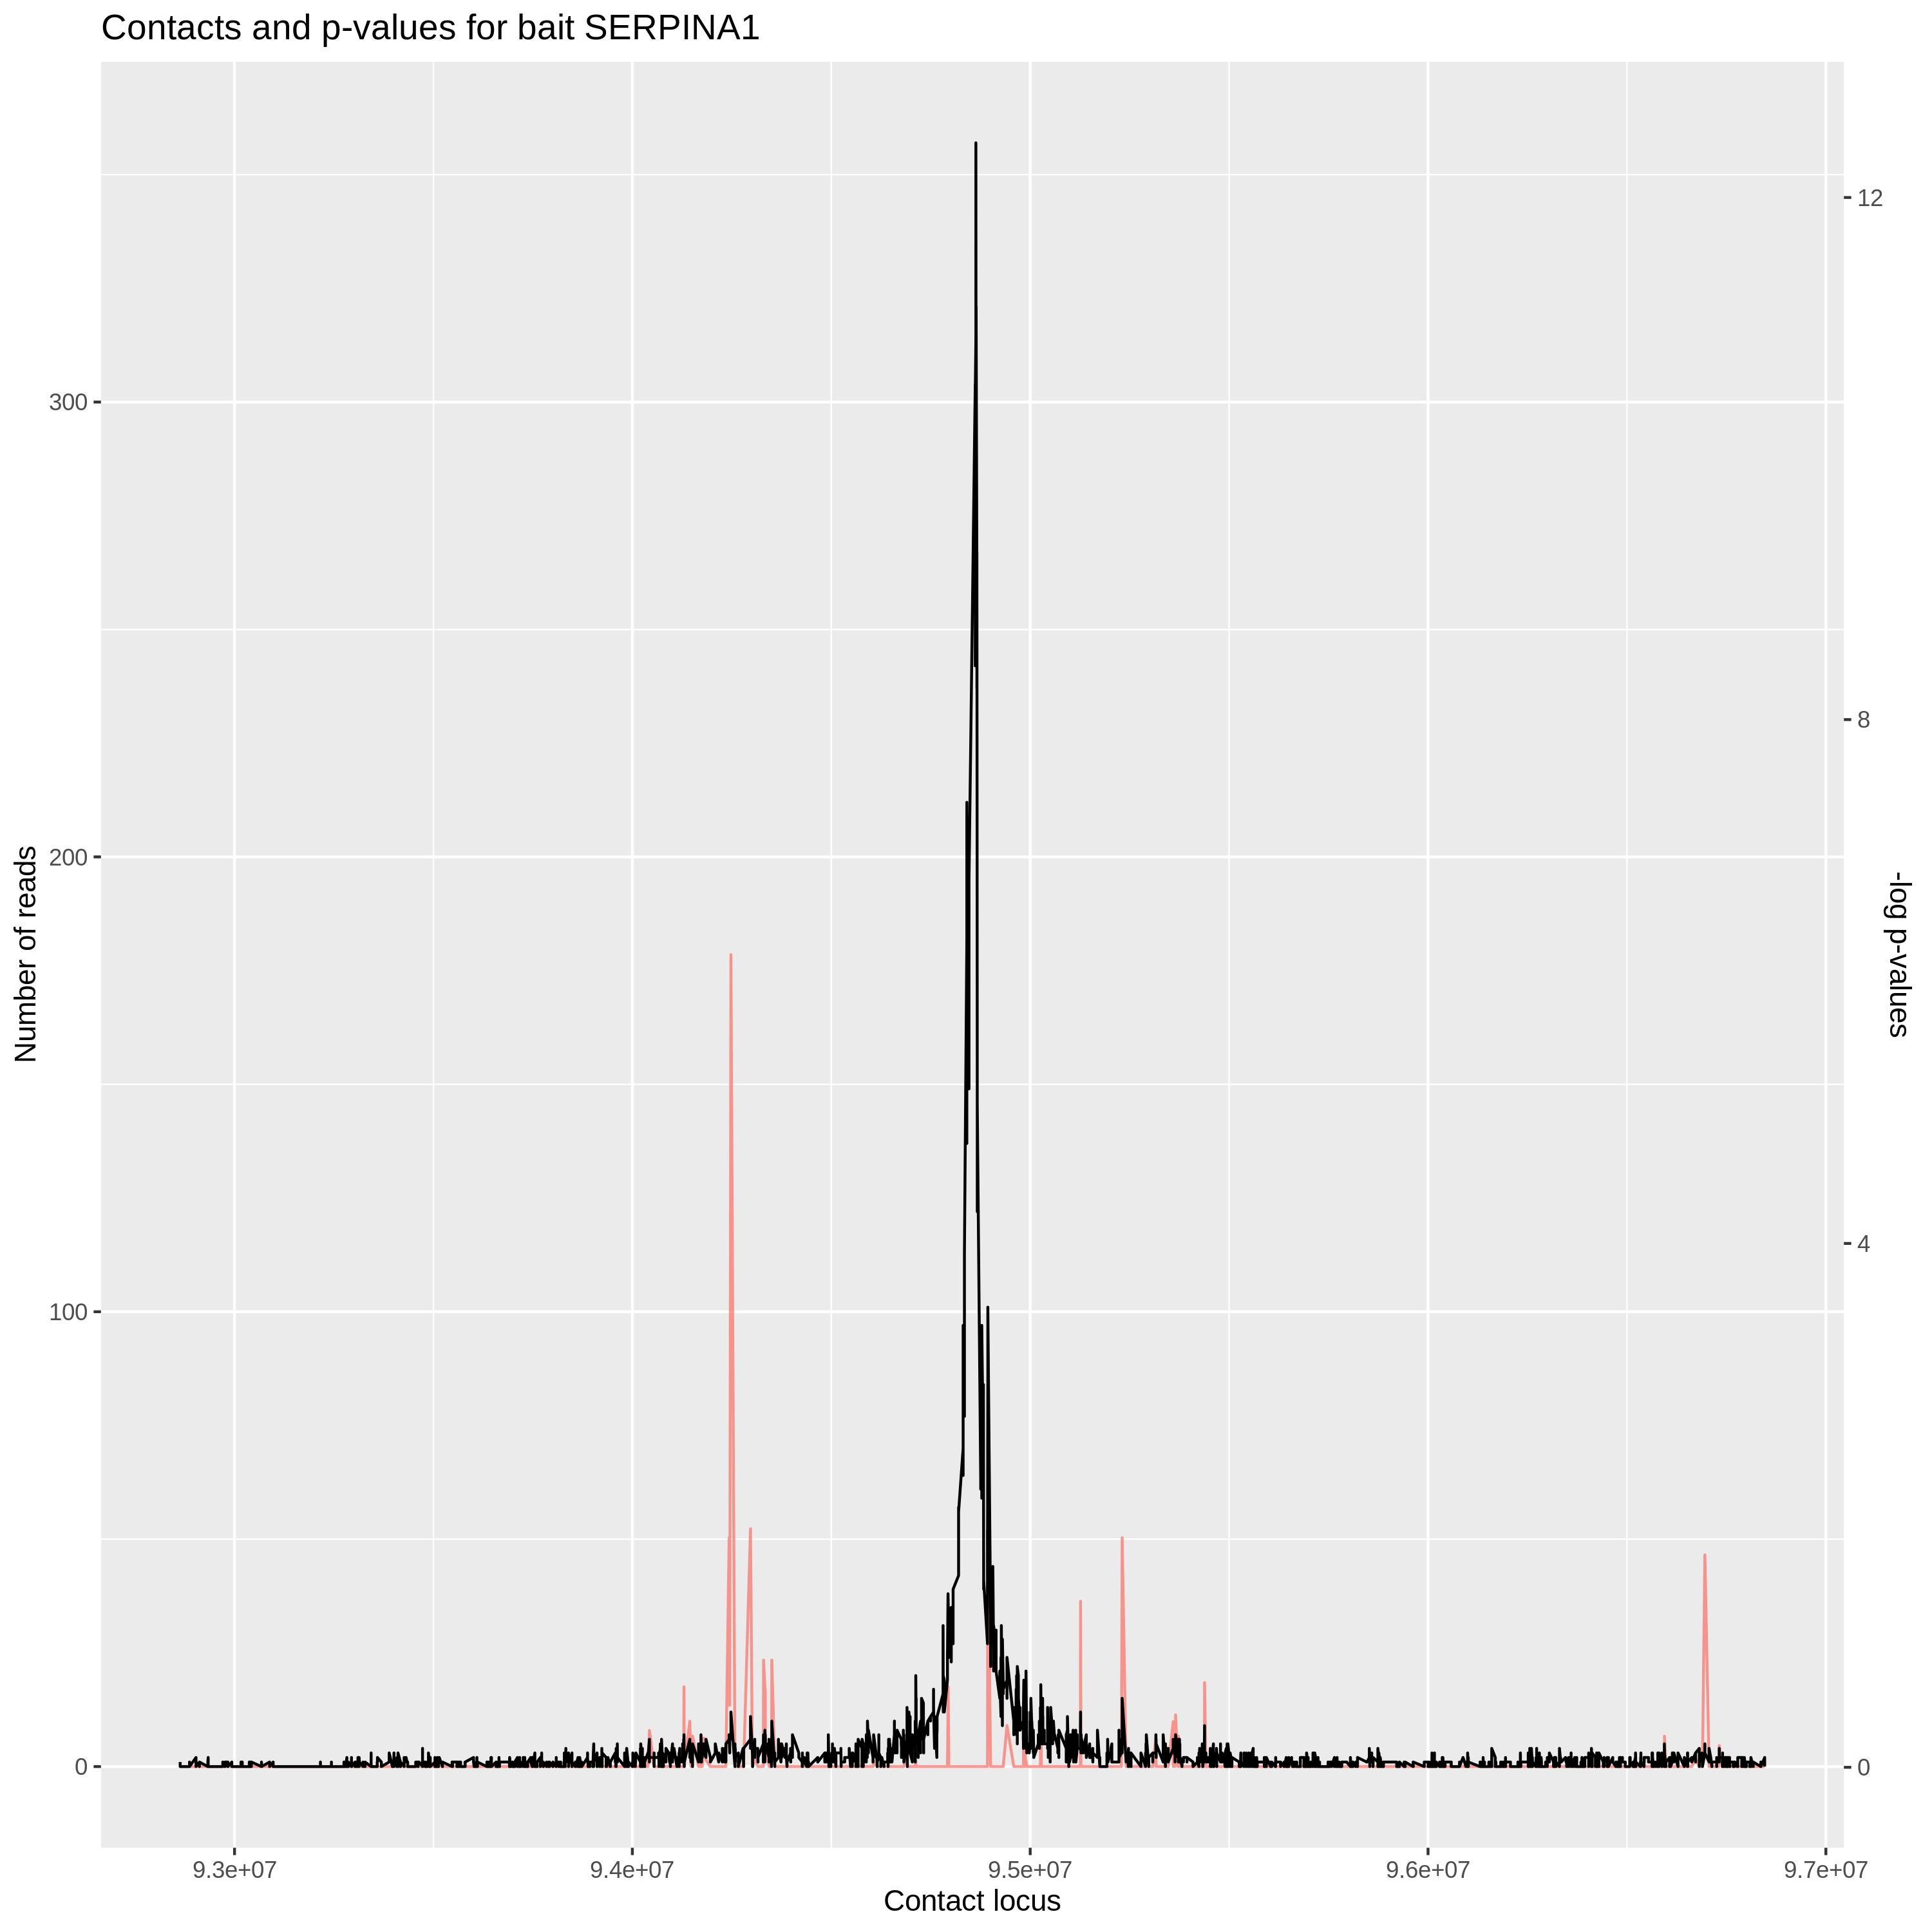 Contacts and p-values for bait SERPINA1
Number of reads
300
200
100
0
12
8
4
0
-log p-values
9.3e+07
9.4e+07
9.5e+07
9.6e+07
9.7e+07
Contact locus